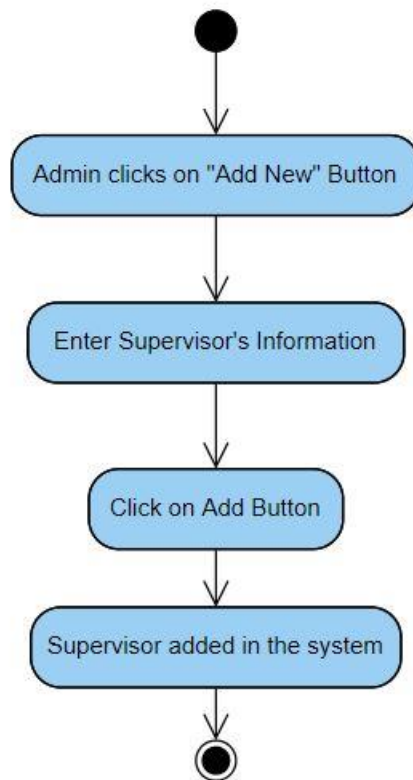 Admin clicks on "Add New" Button
Enter Supervisor's Information
Click on Add Button
Supervisor added in the system